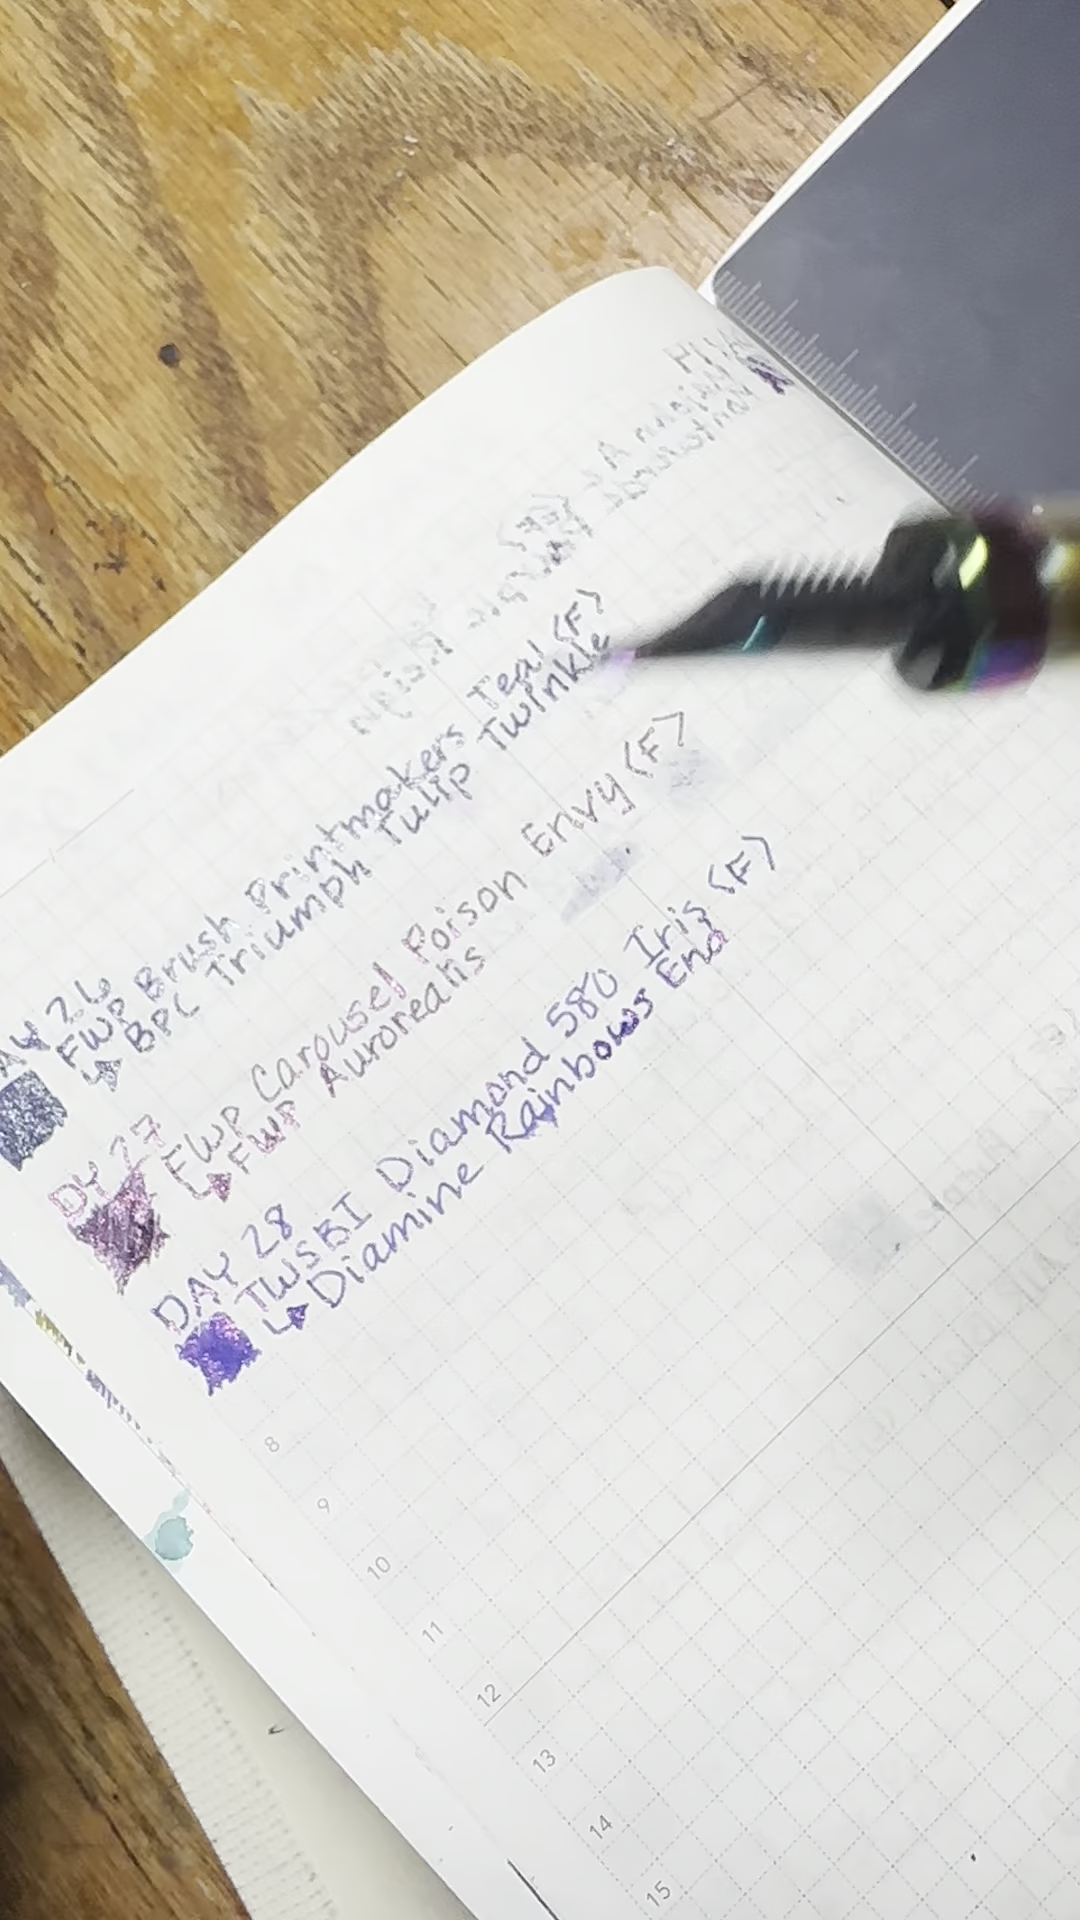 AY 26
FWP Brush Printmakers Teal <F>
↳ BPC Triumph Tulip Twinkle
DY 27
FWP Carousel Poison Envy <F>
↳ FWP Aurorealis
DAY 28
TWSBI Diamond 580 Iris <F>
↳ Diamine Rainbows End
8
9
10
11
12
13
14
15